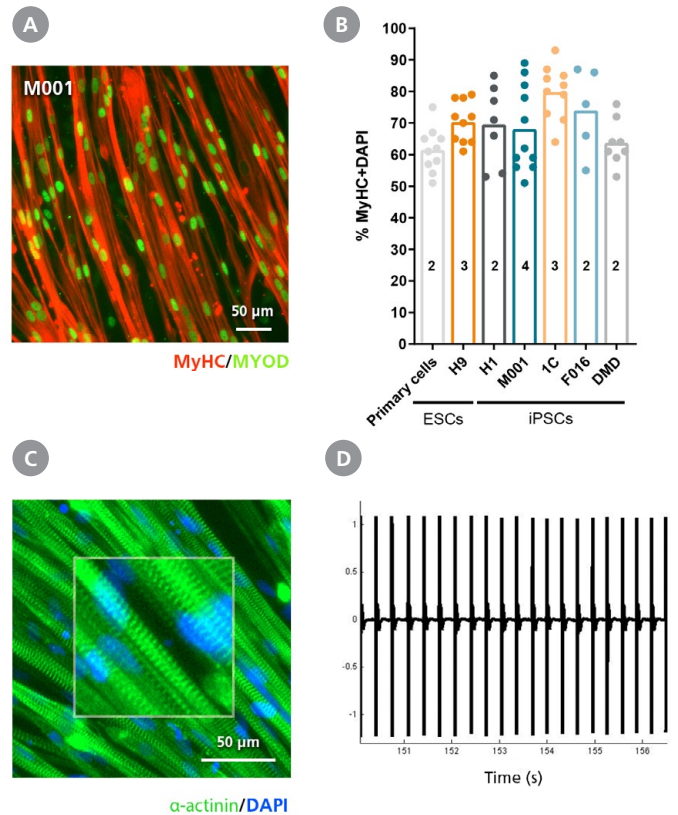 A
M001
50 µm
MyHC/MYOD
B
% MyHC+DAPI
100
90
80
70
60
50
40
30
20
10
0
2 3 2 4 3 2 2
Primary cells H9 H1 M001 1C F016 DMD
ESCs iPSCs
C
50 µm
α-actinin/DAPI
D
1
0.5
0
-0.5
-1
151 152 153 154 155 156
Time (s)